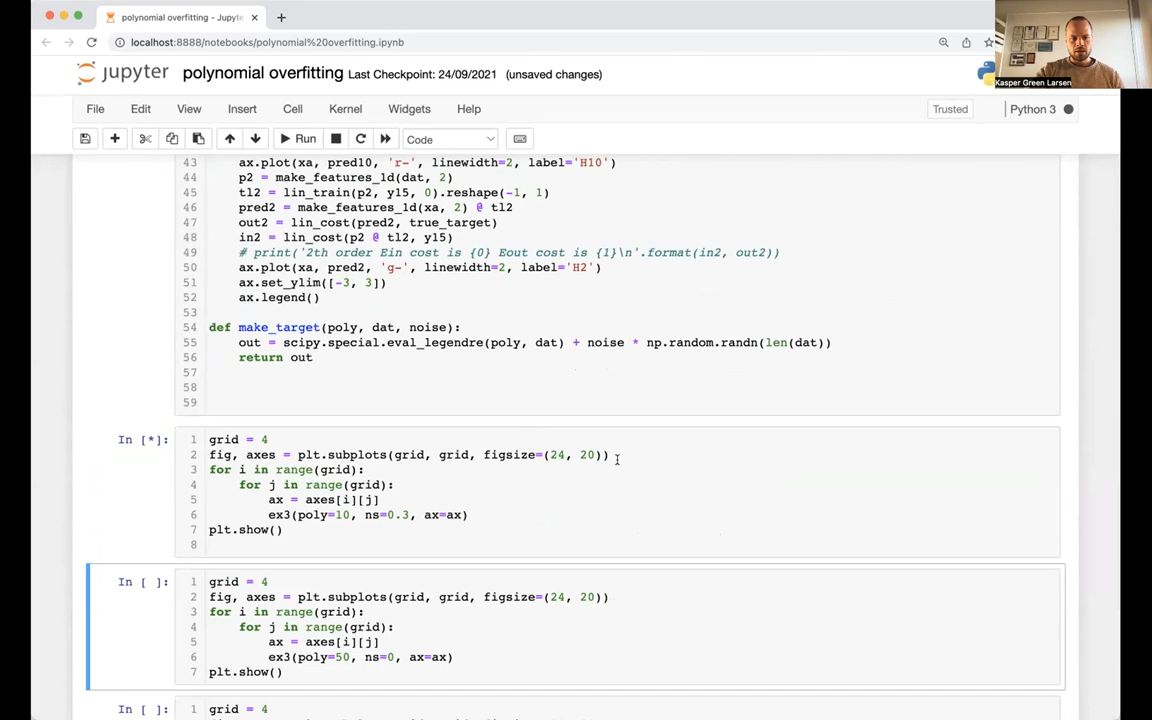 polynomial overfitting - Jupyte
localhost:8888/notebooks/polynomial%20overfitting.ipynb
Kasper Green Larsen
jupyter polynomial overfitting Last Checkpoint: 24/09/2021 (unsaved changes)
File Edit View Insert Cell Kernel Widgets Help Trusted Python 3
Run Code
43 ax.plot(xa, pred10, 'r-', linewidth=2, label='H10')
44 p2 = make_features_1d(dat, 2)
45 tl2 = lin_train(p2, y15, 0).reshape(-1, 1)
46 pred2 = make_features_1d(xa, 2) @ tl2
47 out2 = lin_cost(pred2, true_target)
48 in2 = lin_cost(p2 @ tl2, y15)
49 # print('2th order Ein cost is {0} Eout cost is {1}\n'.format(in2, out2))
50 ax.plot(xa, pred2, 'g-', linewidth=2, label='H2')
51 ax.set_ylim([-3, 3])
52 ax.legend()
53
54 def make_target(poly, dat, noise):
55 out = scipy.special.eval_legendre(poly, dat) + noise * np.random.randn(len(dat))
56 return out
57
58
59
In [*]: 1 grid = 4
2 fig, axes = plt.subplots(grid, grid, figsize=(24, 20))
3 for i in range(grid):
4 for j in range(grid):
5 ax = axes[i][j]
6 ex3(poly=10, ns=0.3, ax=ax)
7 plt.show()
8
In [ ]: 1 grid = 4
2 fig, axes = plt.subplots(grid, grid, figsize=(24, 20))
3 for i in range(grid):
4 for j in range(grid):
5 ax = axes[i][j]
6 ex3(poly=50, ns=0, ax=ax)
7 plt.show()
In [ ]: 1 grid = 4